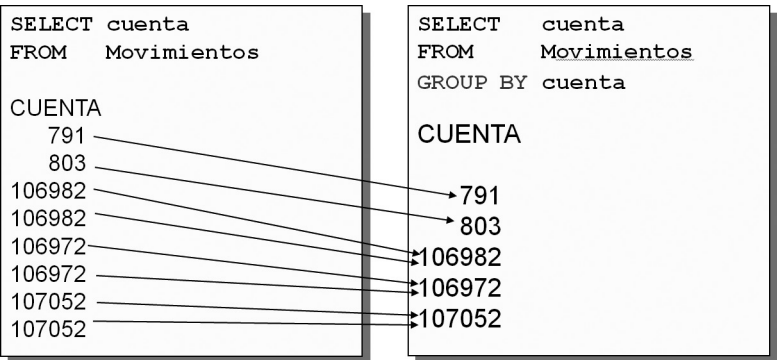 SELECT cuenta
FROM Movimientos
CUENTA
791
803
106982
106982
106972
106972
107052
107052
SELECT cuenta
FROM Movimientos
GROUP BY cuenta
CUENTA
791
803
106982
106972
107052